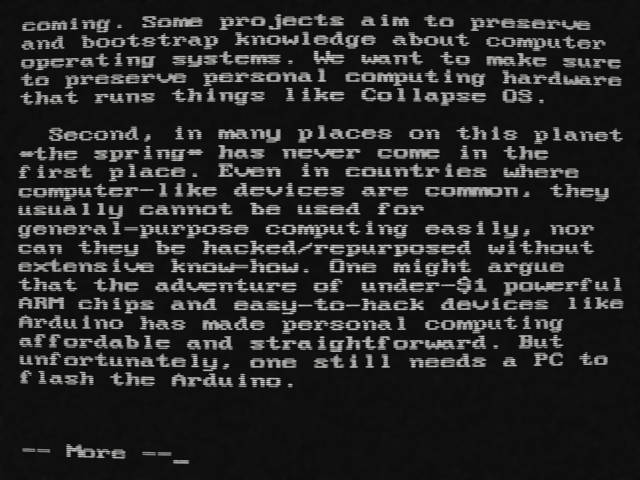 coming. Some projects aim to preserve
and bootstrap knowledge about computer
operating systems. We want to make sure
to preserve personal computing hardware
that runs things like Collapse OS.
Second, in many places on this planet
*the spring* has never come in the
first place. Even in countries where
computer-like devices are common, they
usually cannot be used for
general-purpose computing easily, nor
can they be hacked/repurposed without
extensive know-how. One might argue
that the adventure of under-$1 powerful
ARM chips and easy-to-hack devices like
Arduino has made personal computing
affordable and straightforward. But
unfortunately, one still needs a PC to
flash the Arduino.
-- More --_